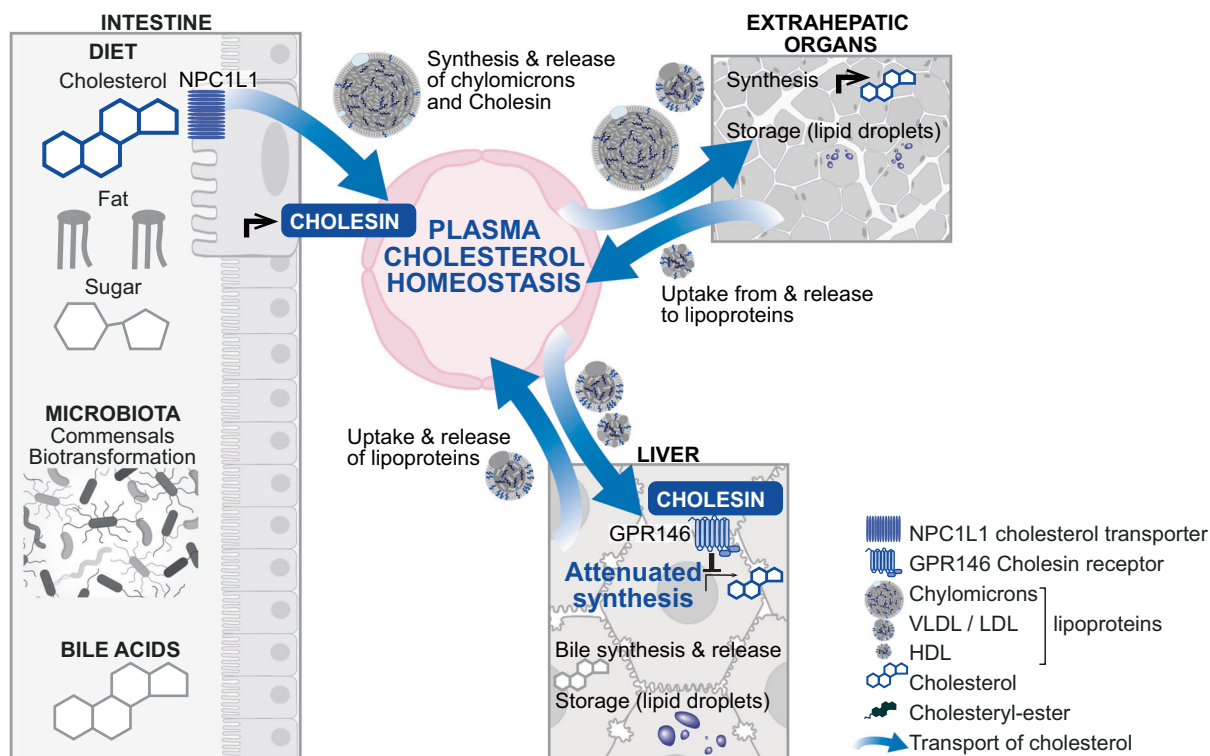 INTESTINE
DIET
Cholesterol
NPC1L1
Fat
Sugar
MICROBIOTA
Commensals
Biotransformation
BILE ACIDS
CHOLESIN
Synthesis & release
of chylomicrons
and Cholesin
PLASMA
CHOLESTEROL
HOMEOSTASIS
EXTRAHEPATIC
ORGANS
Synthesis
Storage (lipid droplets)
Uptake from & release
to lipoproteins
Uptake & release
of lipoproteins
LIVER
CHOLESIN
GPR146
Attenuated
synthesis
Bile synthesis & release
Storage (lipid droplets)
NPC1L1 cholesterol transporter
GPR146 Cholesin receptor
Chylomicrons
VLDL / LDL
HDL
lipoproteins
Cholesterol
Cholesteryl-ester
Transport of cholesterol